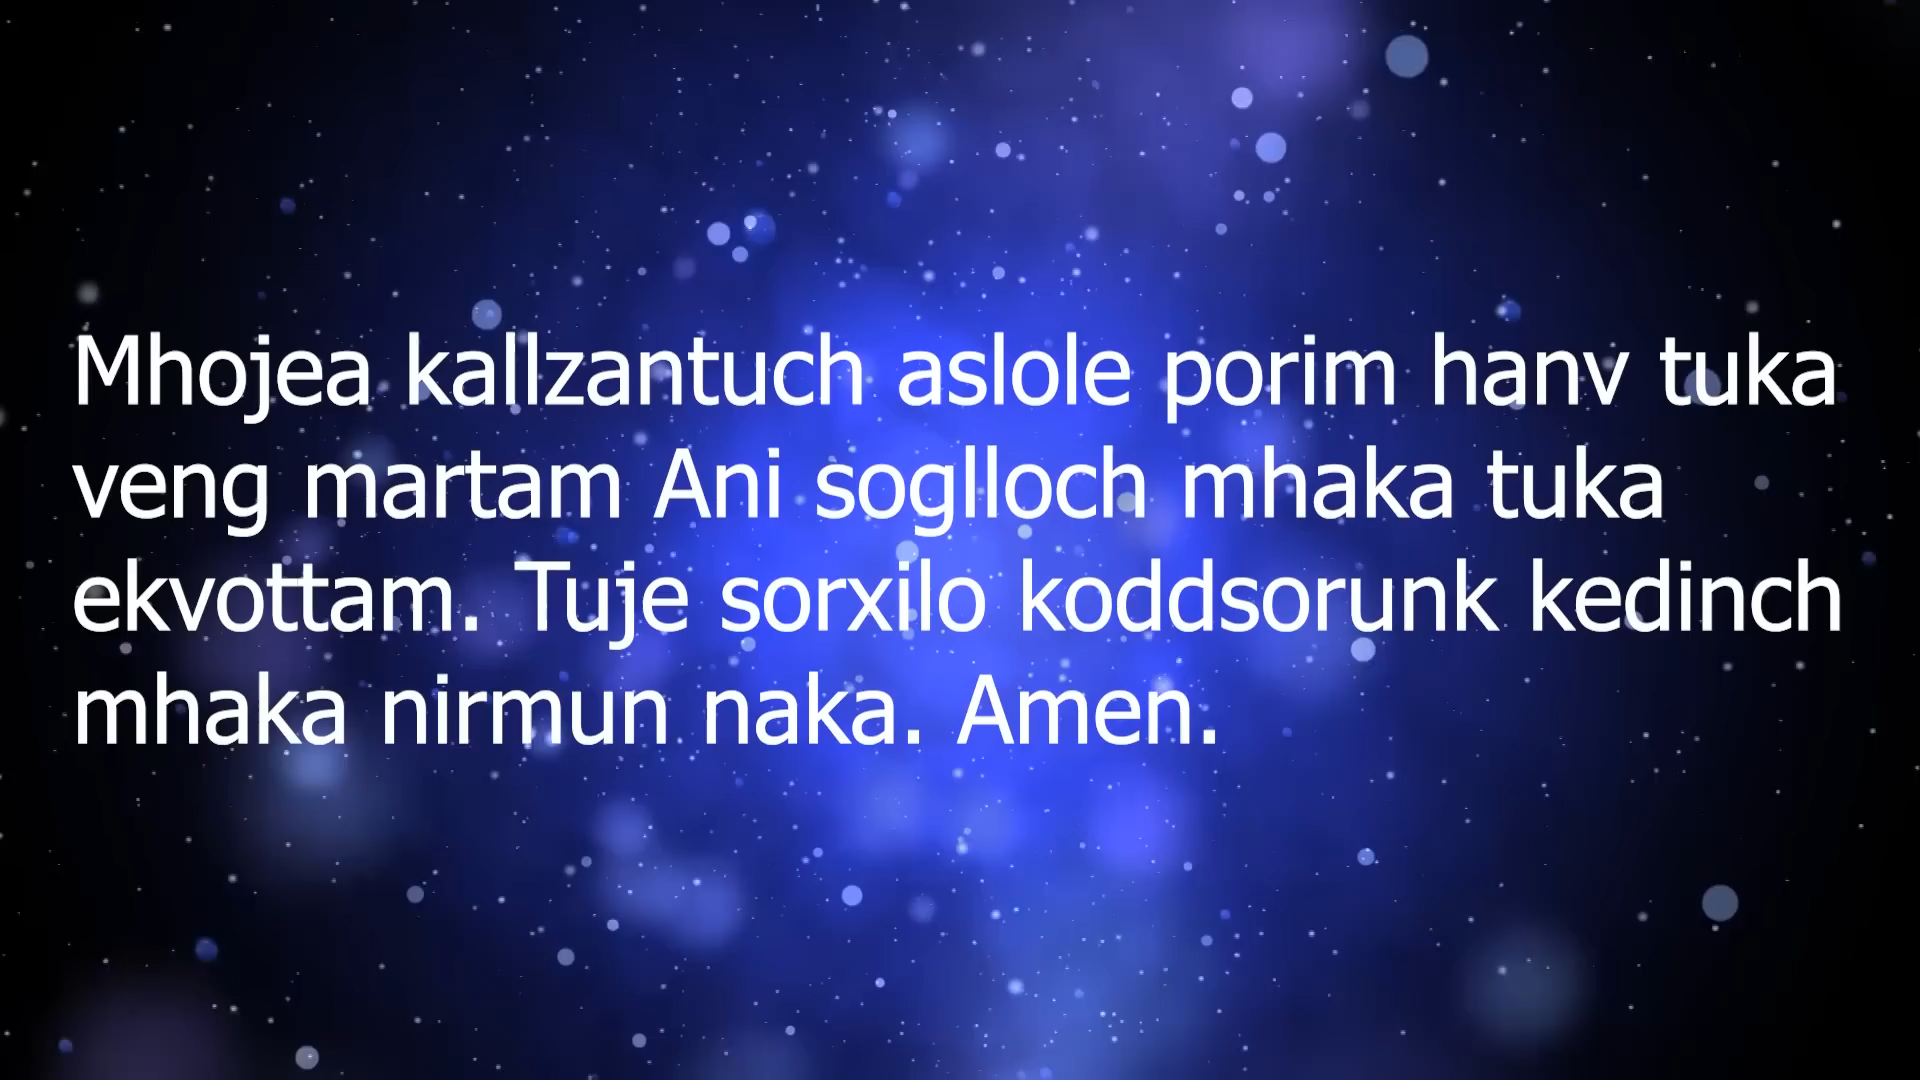 Mhojea kallzantuch aslole porim hanv tuka
veng martam Ani soglloch mhaka tuka
ekvottam. Tuje sorxilo koddsorunk kedinch
mhaka nirmun naka. Amen.